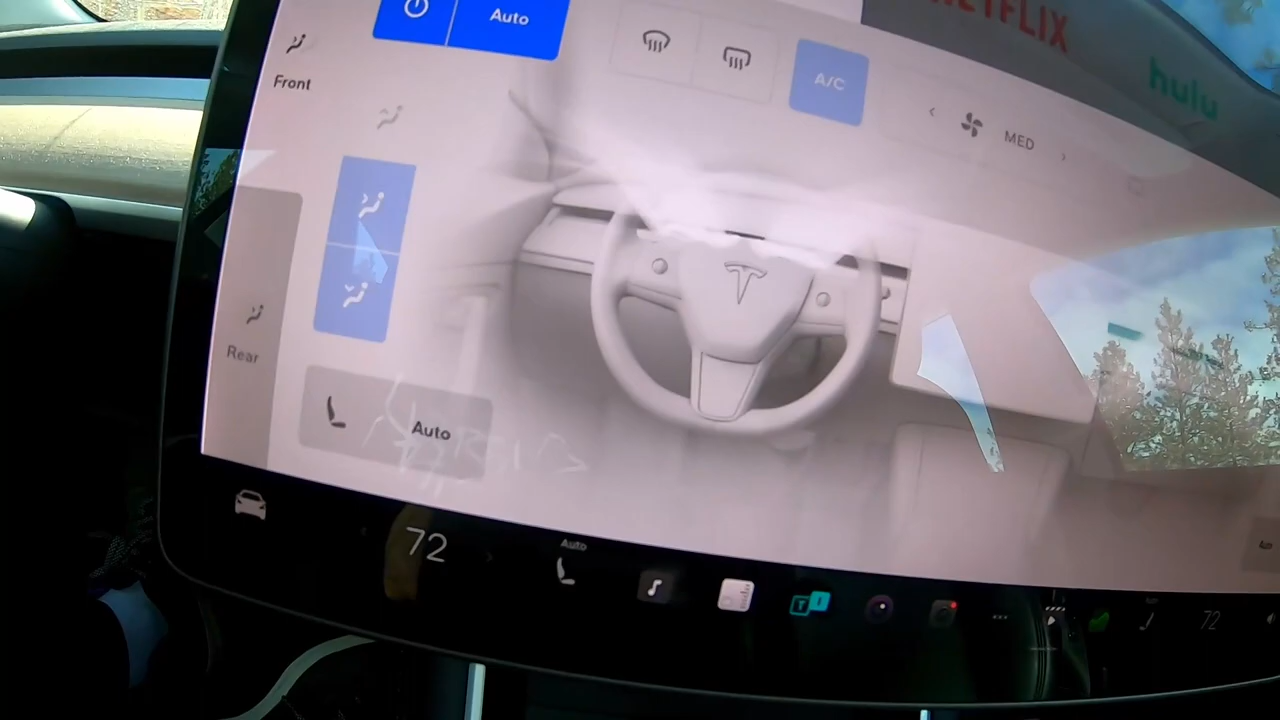 NETFLIX
Auto
hulu
Front
A/C
MED
Rear
Auto
72
Auto
72